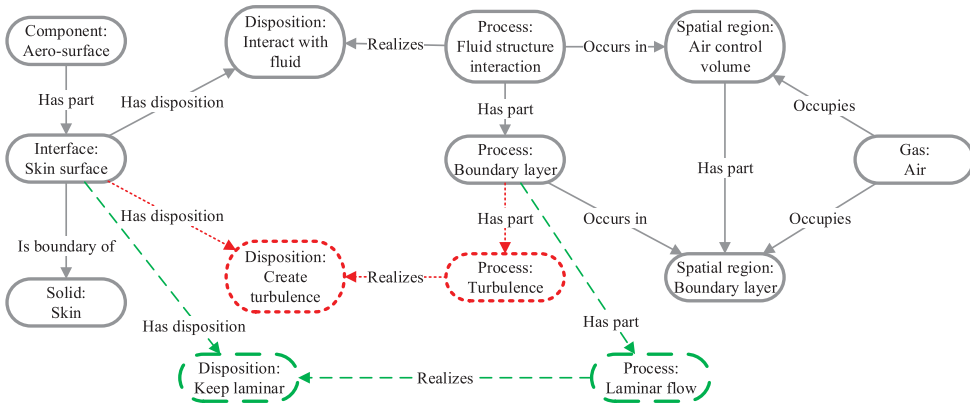 Component:
Aero-surface
Disposition:
Interact with
fluid
Realizes
Process:
Fluid structure
interaction
Occurs in
Spatial region:
Air control
volume
Has part
Has disposition
Has part
Occupies
Interface:
Skin surface
Process:
Boundary layer
Has part
Gas:
Air
Has disposition
Has part
Occurs in
Occupies
Is boundary of
Disposition:
Create
turbulence
Realizes
Process:
Turbulence
Spatial region:
Boundary layer
Solid:
Skin
Has disposition
Has part
Disposition:
Keep laminar
Realizes
Process:
Laminar flow